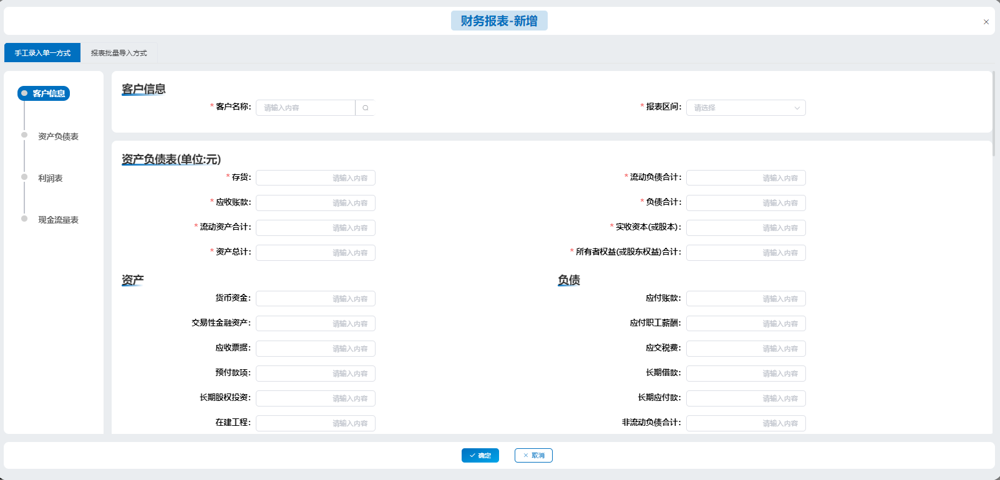 财务报表-新增
手工录入单一方式 报表批量导入方式
客户信息
资产负债表
利润表
现金流量表
客户信息
* 客户名称: 请输入内容 * 报表区间: 请选择
资产负债表(单位:元)
* 存货: 请输入内容 * 流动负债合计: 请输入内容
* 应收账款: 请输入内容 * 负债合计: 请输入内容
* 流动资产合计: 请输入内容 * 实收资本(或股本): 请输入内容
* 资产总计: 请输入内容 * 所有者权益(或股东权益)合计: 请输入内容
资产 负债
货币资金: 请输入内容 应付账款: 请输入内容
交易性金融资产: 请输入内容 应付职工薪酬: 请输入内容
应收票据: 请输入内容 应交税费: 请输入内容
预付款项: 请输入内容 长期借款: 请输入内容
长期股权投资: 请输入内容 长期应付款: 请输入内容
在建工程: 请输入内容 非流动负债合计: 请输入内容
确定 取消